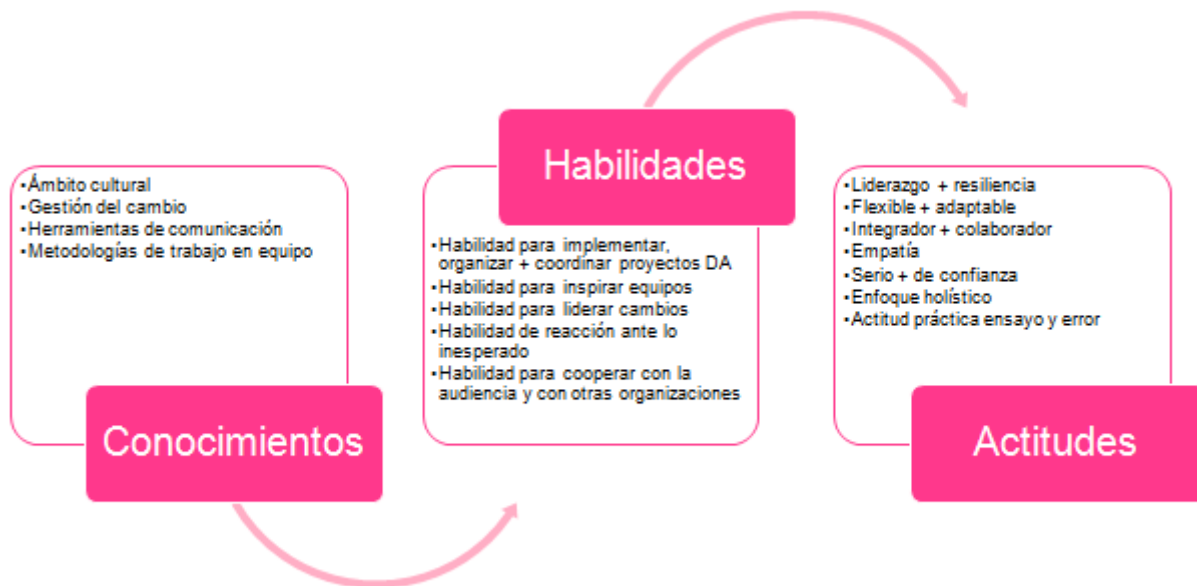 •Ámbito cultural
•Gestión del cambio
•Herramientas de comunicación
•Metodologías de trabajo en equipo
Conocimientos
Habilidades
•Habilidad para implementar,
organizar + coordinar proyectos DA
•Habilidad para inspirar equipos
•Habilidad para liderar cambios
•Habilidad de reacción ante lo
inesperado
•Habilidad para cooperar con la
audiencia y con otras organizaciones
•Liderazgo + resiliencia
•Flexible + adaptable
•Integrador + colaborador
•Empatía
•Serio + de confianza
•Enfoque holístico
•Actitud práctica ensayo y error
Actitudes